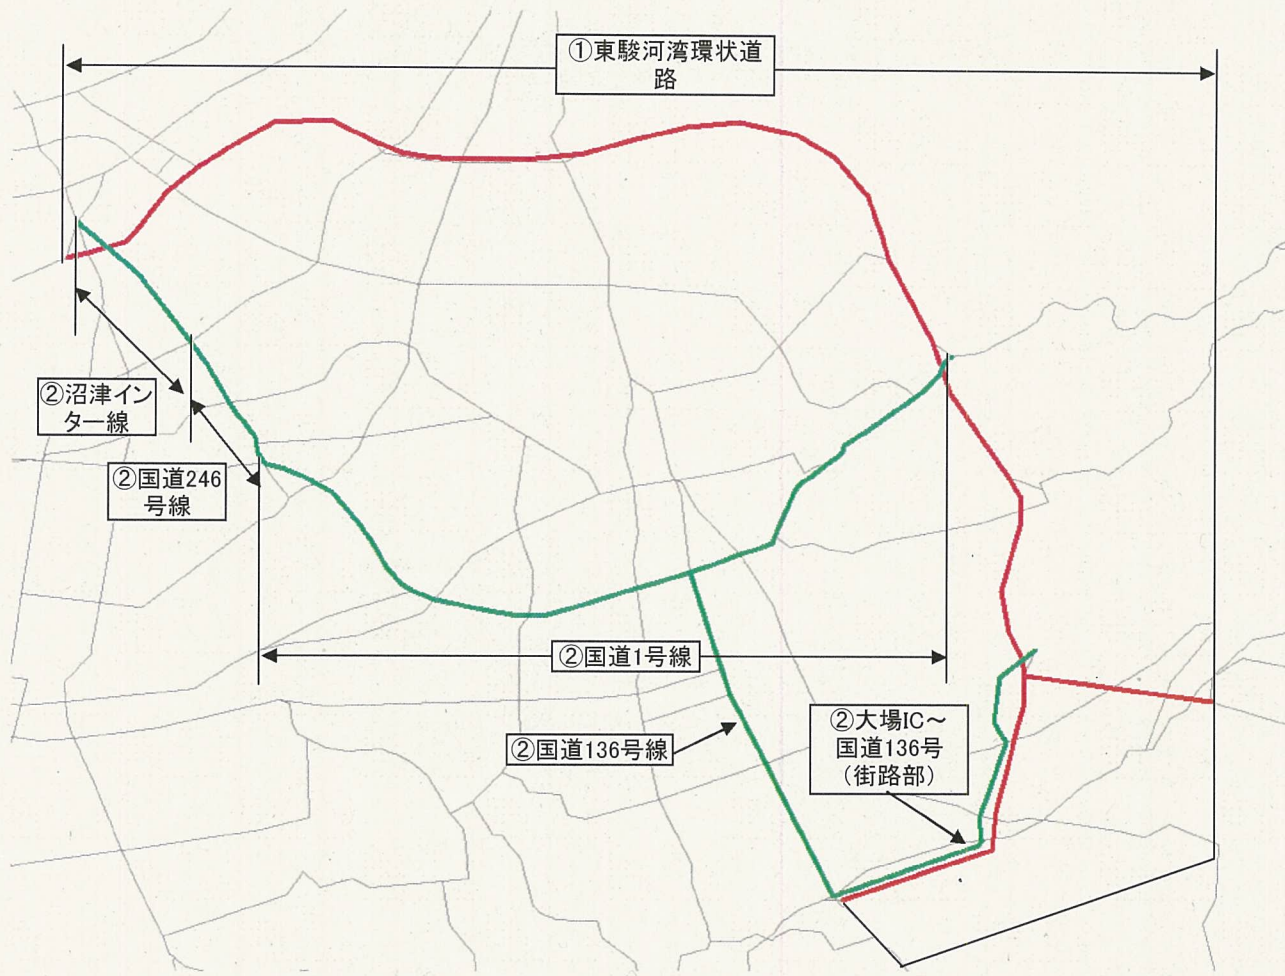 ①東駿河湾環状道
路
②沼津イン
ター線
②国道246
号線
②国道1号線
②国道136号線
②大場IC～
国道136号
（街路部）